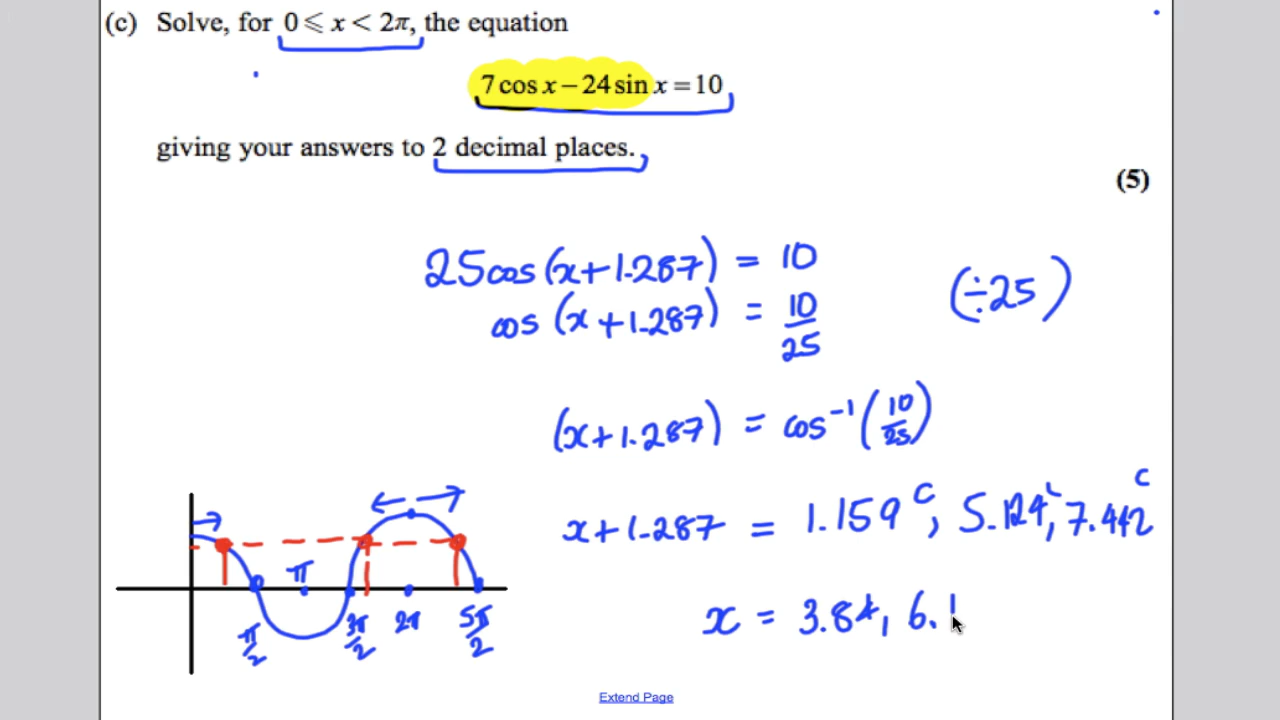 (c) Solve, for 0 ⩽ x < 2π, the equation
7 cos x − 24 sin x = 10
giving your answers to 2 decimal places.
(5)
25cos(x+1.287) = 10
(÷25)
cos (x+1.287) = 10/25
(x+1.287) = cos⁻¹(10/25)
x+1.287 = 1.159ᶜ, 5.124ᶜ, 7.442ᶜ
π
π/2 3π/2 2π 5π/2
x = 3.84, 6.1
Extend Page